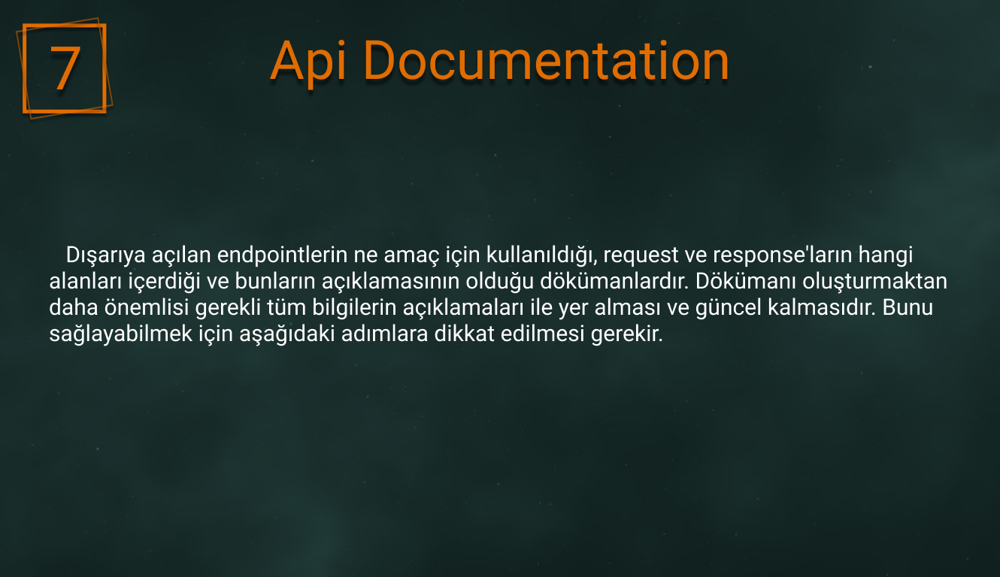 7
Api Documentation
Dışarıya açılan endpointlerin ne amaç için kullanıldığı, request ve response'ların hangi
alanları içerdiği ve bunların açıklamasının olduğu dökümanlardır. Dökümanı oluşturmaktan
daha önemlisi gerekli tüm bilgilerin açıklamaları ile yer alması ve güncel kalmasıdır. Bunu
sağlayabilmek için aşağıdaki adımlara dikkat edilmesi gerekir.